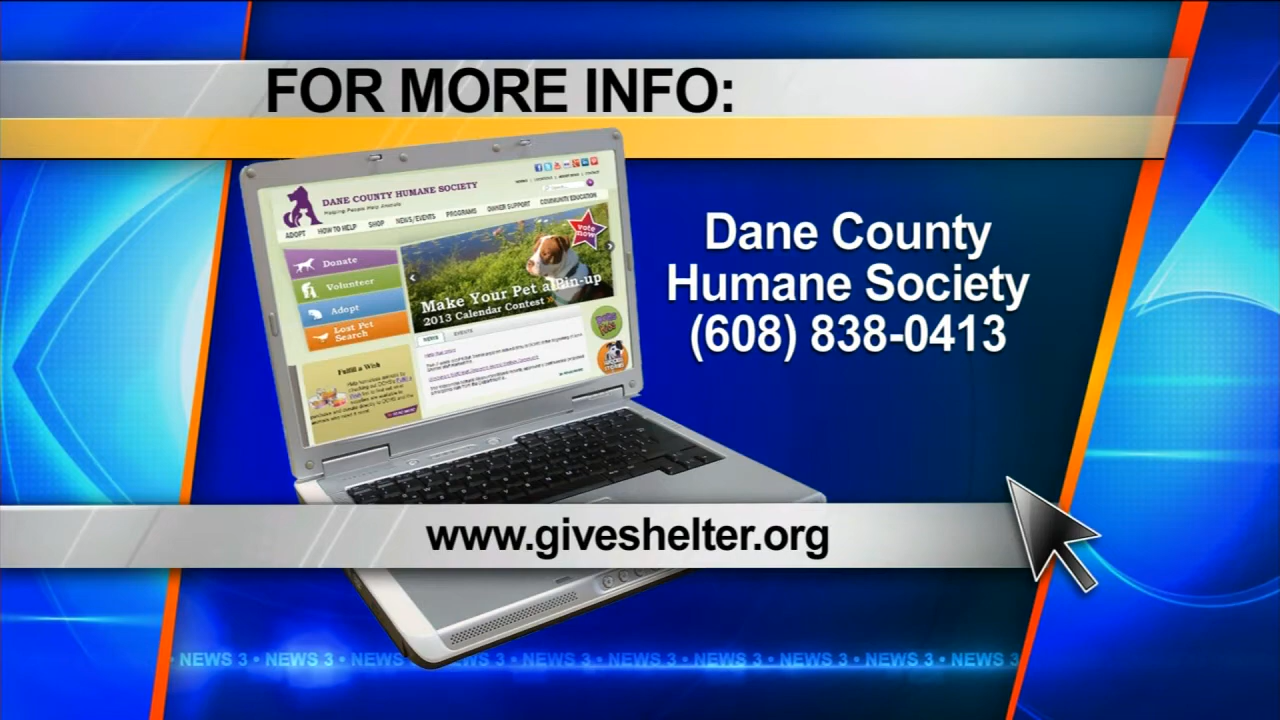 FOR MORE INFO:
DANE COUNTY HUMANE SOCIETY
Helping People Help Animals
ADOPT HOW TO HELP SHOP NEWS/EVENTS PROGRAMS OWNER SUPPORT COMMUNITY EDUCATION
vote
now
Donate
Volunteer
Adopt
Lost Pet
Search
Make Your Pet a Pin-up
2013 Calendar Contest
NEWS EVENTS
Fulfill a Wish
Dane County
Humane Society
(608) 838-0413
www.giveshelter.org
NEWS 3 • NEWS 3 • NEWS 3 • NEWS 3 • NEWS 3 • NEWS 3 • NEWS 3 • NEWS 3 • NEWS 3 • NEWS 3